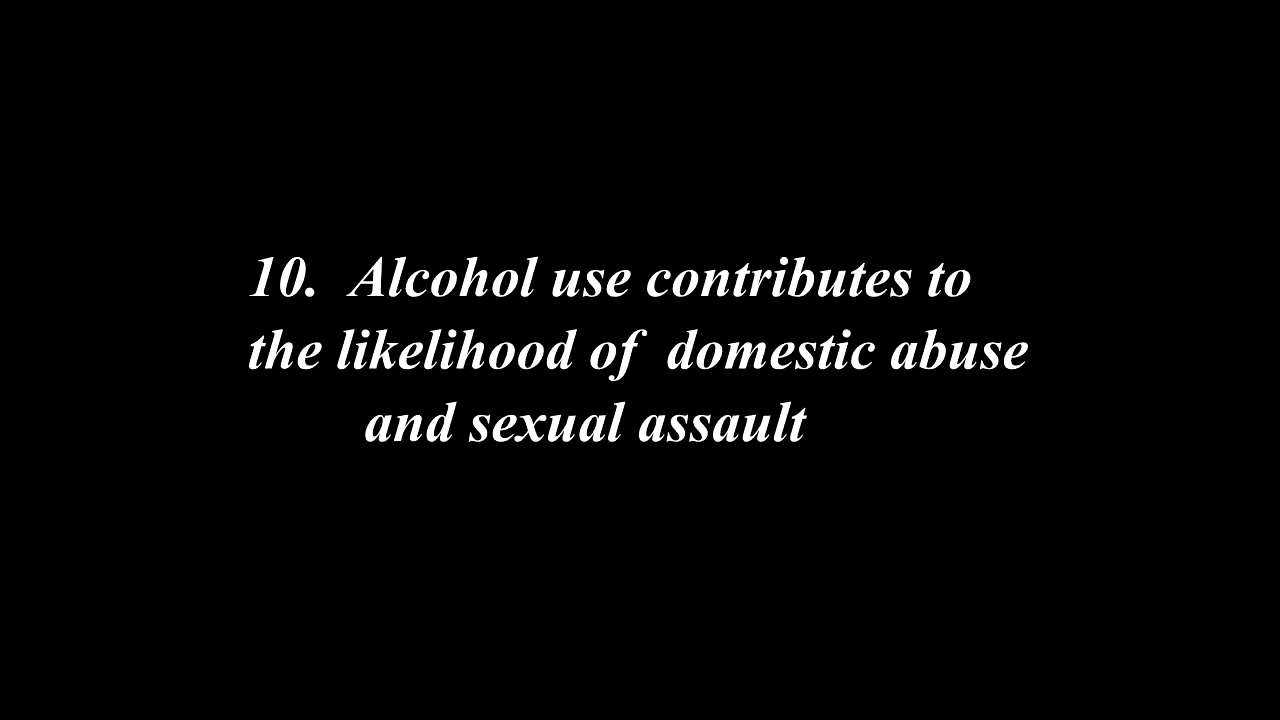 10. Alcohol use contributes to
the likelihood of domestic abuse
and sexual assault